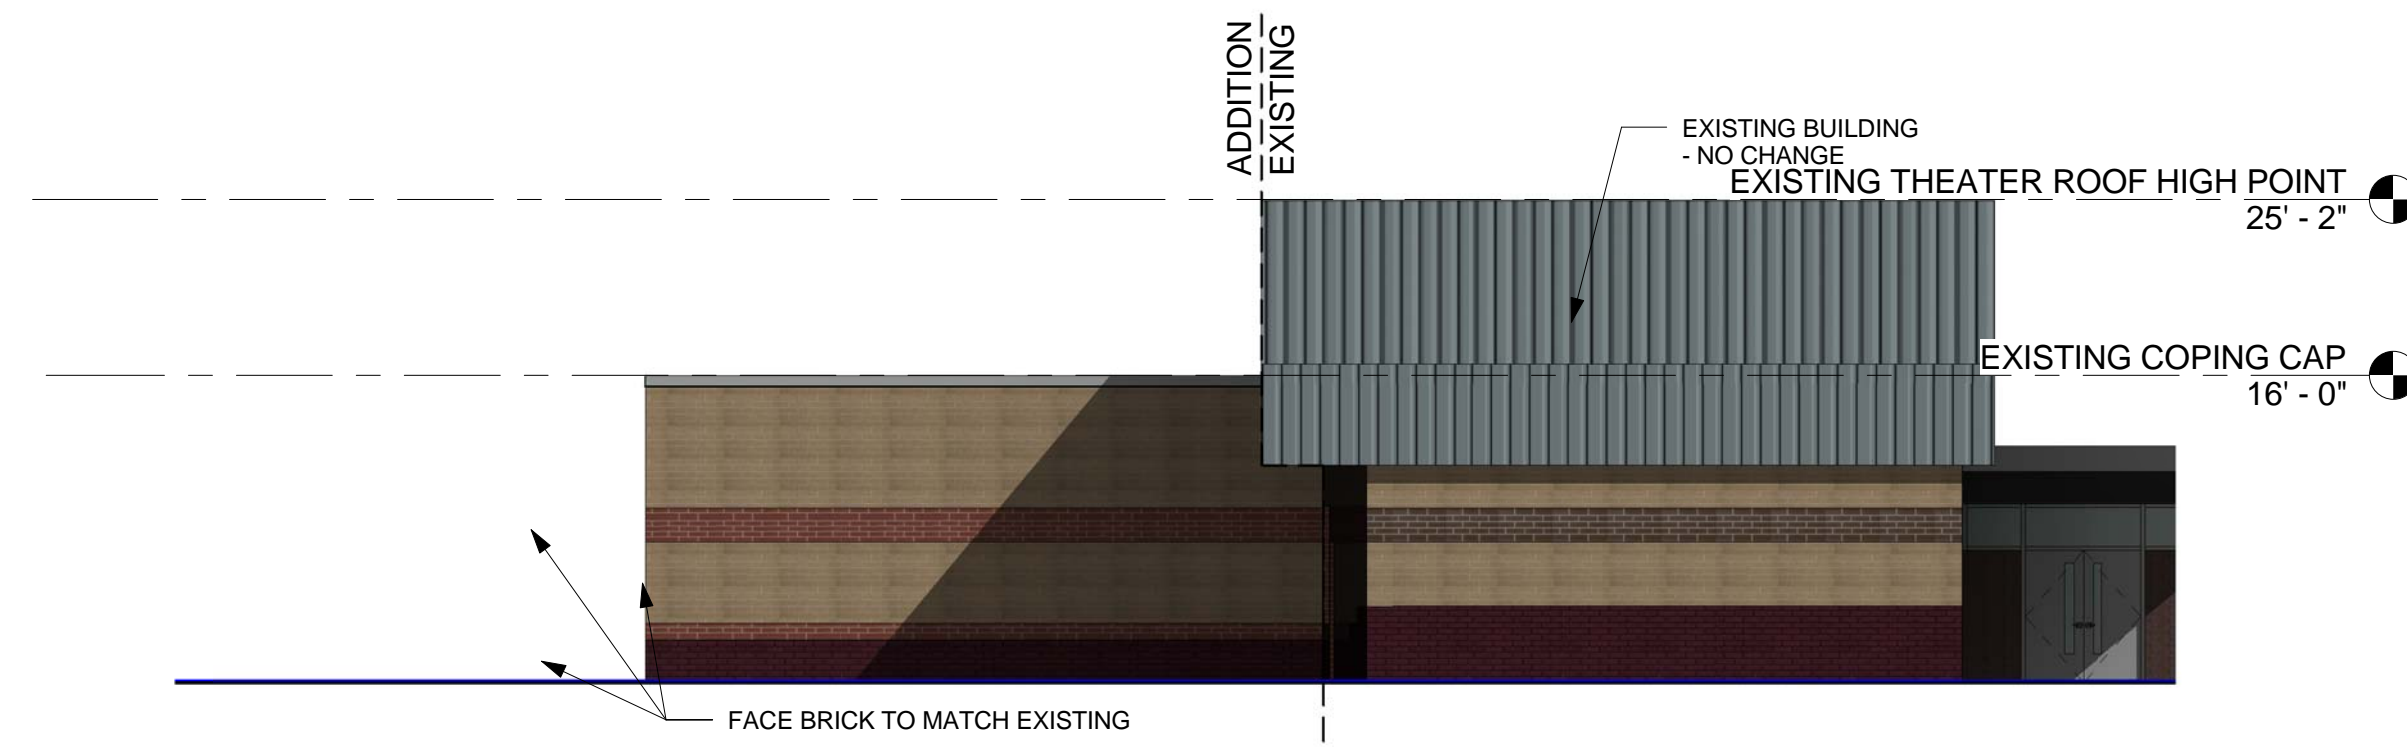 ADDITION
EXISTING
EXISTING BUILDING
- NO CHANGE
EXISTING THEATER ROOF HIGH POINT
25' - 2"
EXISTING COPING CAP
16' - 0"
FACE BRICK TO MATCH EXISTING